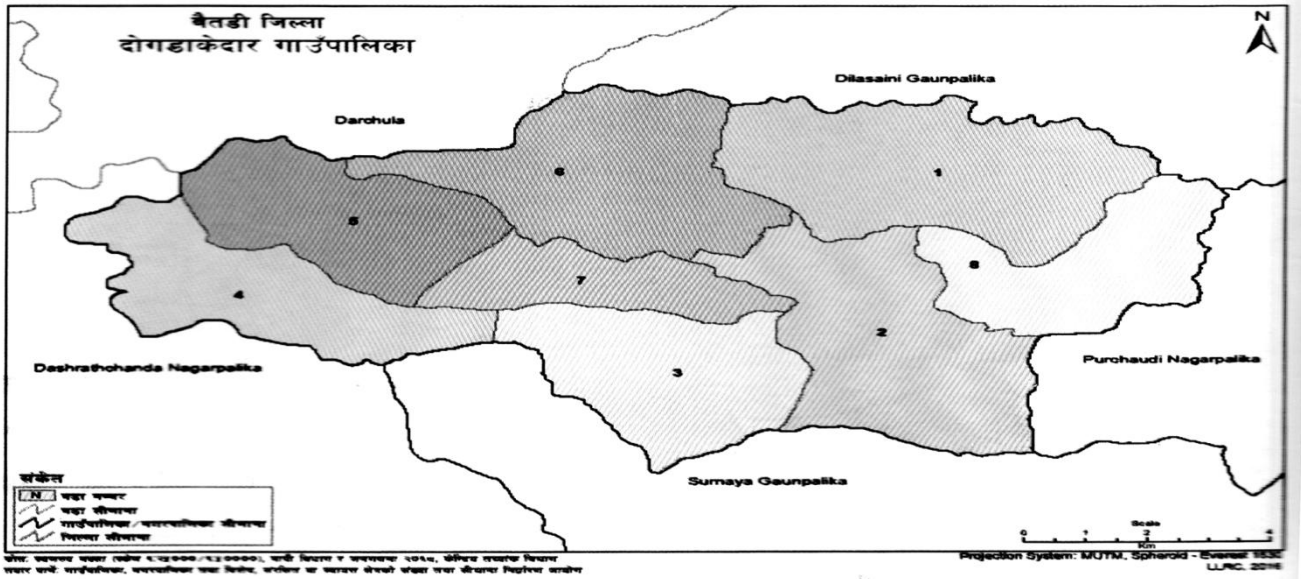 बैतडी जिल्ला
दोगडाकेदार गाउँपालिका
N
Dilasaini Gaunpalika
Darchula
6
1
5
8
4
7
2
3
Dashrathchanda Nagarpalika
Purchaudi Nagarpalika
Surnaya Gaunpalika
संकेत
N वडा नम्बर
वडा सीमाना
गाउँपालिका/नगरपालिका सीमाना
जिल्ला सीमाना
Scale
0 1 2 4
Km
Projection System: MUTM, Spheroid - Everest
LLRC, 2016